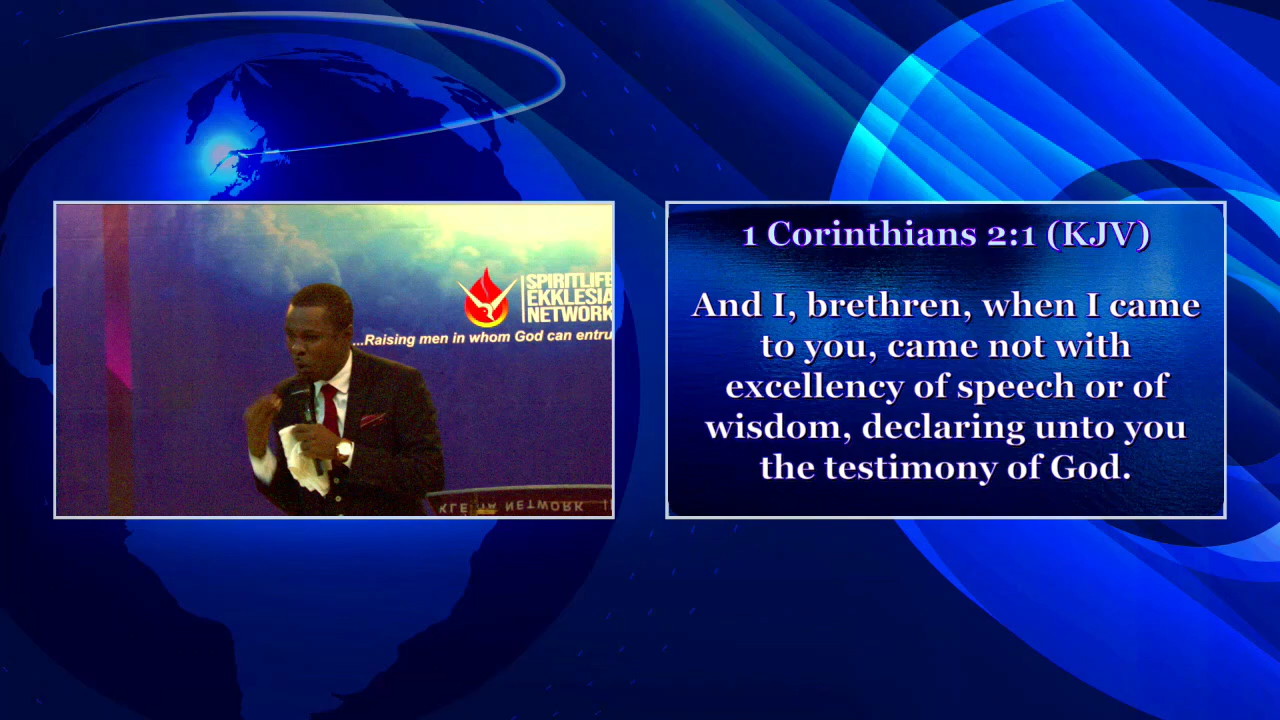 SPIRITLIFE
EKKLESIA
NETWORK
...Raising men in whom God can entru
NETWORK
1 Corinthians 2:1 (KJV)
And I, brethren, when I came
to you, came not with
excellency of speech or of
wisdom, declaring unto you
the testimony of God.